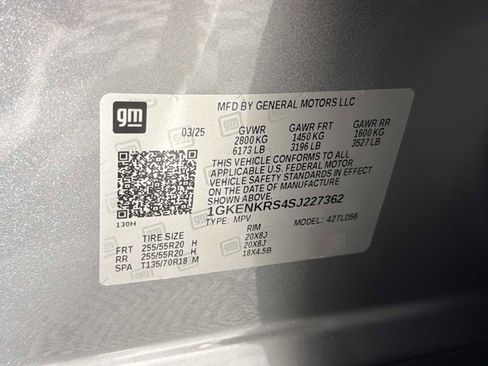 gm
MFD BY GENERAL MOTORS LLC
03/25 GVWR GAWR FRT GAWR RR
2800 KG 1450 KG 1600 KG
6173 LB 3196 LB 3527 LB
THIS VEHICLE CONFORMS TO ALL
APPLICABLE U.S. FEDERAL MOTOR
VEHICLE SAFETY STANDARDS IN EFFECT
ON THE DATE OF MANUFACTURE
SHOWN ABOVE.
1GKENKRS4SJ227362
130H TYPE: MPV MODEL: 42TLD56
TIRE SIZE RIM
FRT 255/55R20 H 20X8J
RR 255/55R20 H 20X8J
SPA T135/70R18 M 18X4.5B